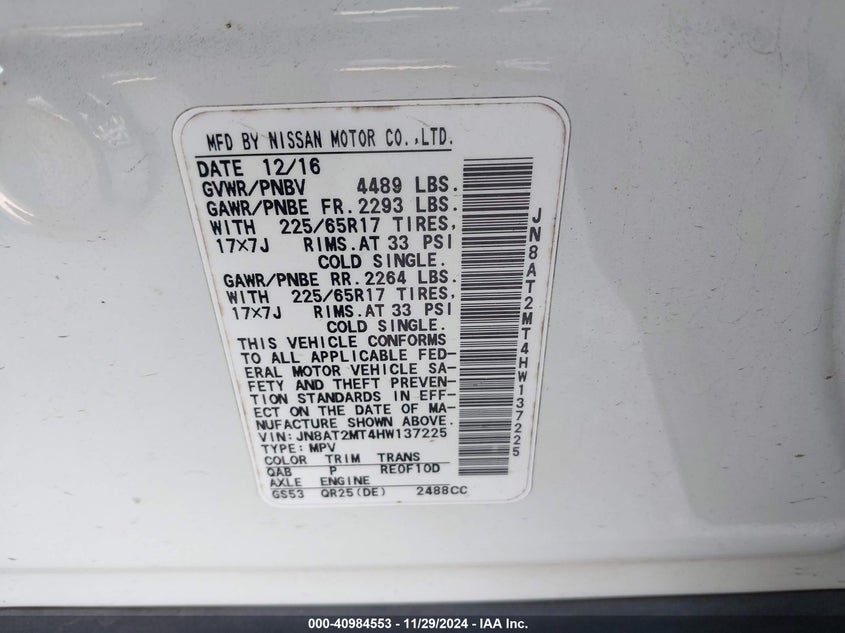 MFD BY NISSAN MOTOR CO.,LTD.
DATE 12/16
GVWR/PNBV 4489 LBS.
GAWR/PNBE FR. 2293 LBS.
WITH 225/65R17 TIRES,
17X7J RIMS.AT 33 PSI
COLD SINGLE.
GAWR/PNBE RR. 2264 LBS.
WITH 225/65R17 TIRES,
17X7J RIMS.AT 33 PSI
COLD SINGLE.
THIS VEHICLE CONFORMS
TO ALL APPLICABLE FED-
ERAL MOTOR VEHICLE SA-
FETY AND THEFT PREVEN-
TION STANDARDS IN EFF-
ECT ON THE DATE OF MA-
NUFACTURE SHOWN ABOVE.
VIN:JN8AT2MT4HW137225
TYPE:MPV
COLOR TRIM TRANS
QAB P RE0F10D
AXLE ENGINE
GS53 QR25(DE) 2488CC
JN8AT2MT4HW137225
000-40984553 - 11/29/2024 - IAA Inc.